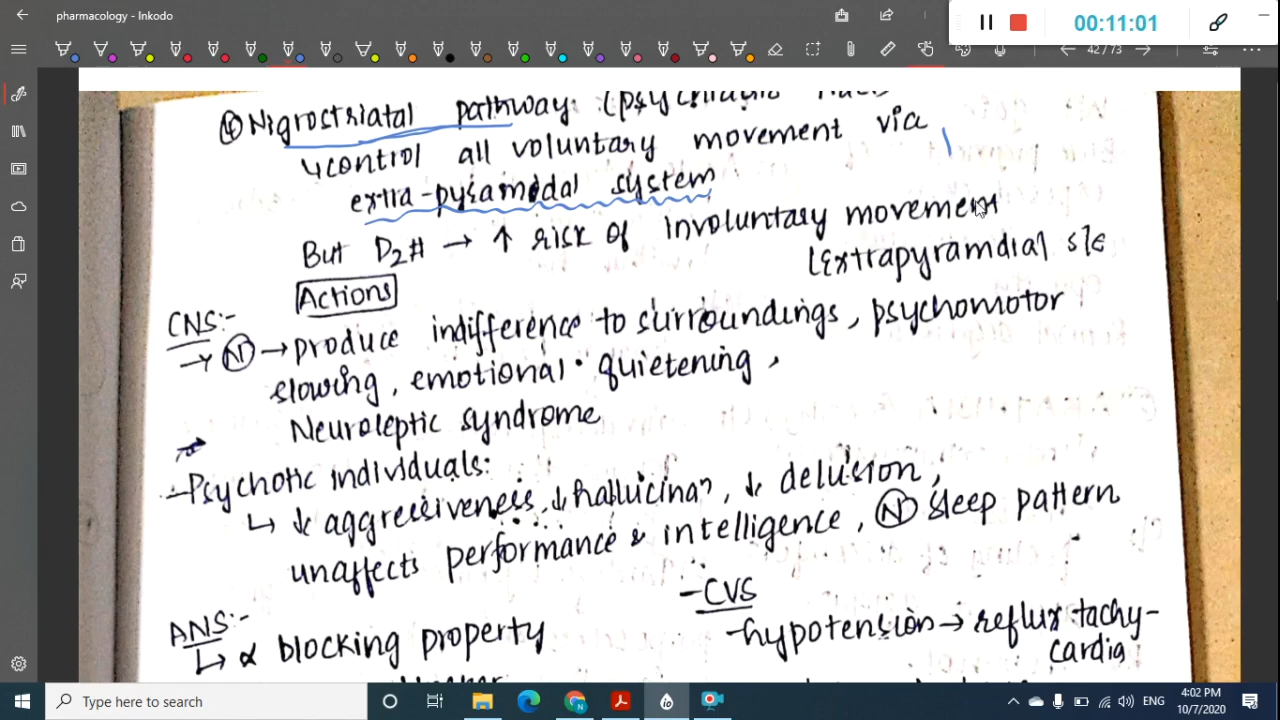 pharmacology - Inkodo
00:11:01
42 / 73
④ Nigrostriatal pathway:
↳ control all voluntary movement via
extra-pyramidal system
But D2# → ↑ risk of involuntary movement
(Extrapyramdial s/e
Actions
CNS:-
→ Ⓝ → produce indifference to surroundings, psychomotor
slowing, emotional quietening,
Neuroleptic syndrome
- Psychotic individuals:
↳ ↓ aggressiveness, ↓ hallucinan, ↓ delusion,
unaffects performance & intelligence, Ⓝ sleep pattern
- CVS
ANS:-
- hypotension → reflux tachy-
cardia
↳ α blocking property
Type here to search
ENG
4:02 PM
10/7/2020